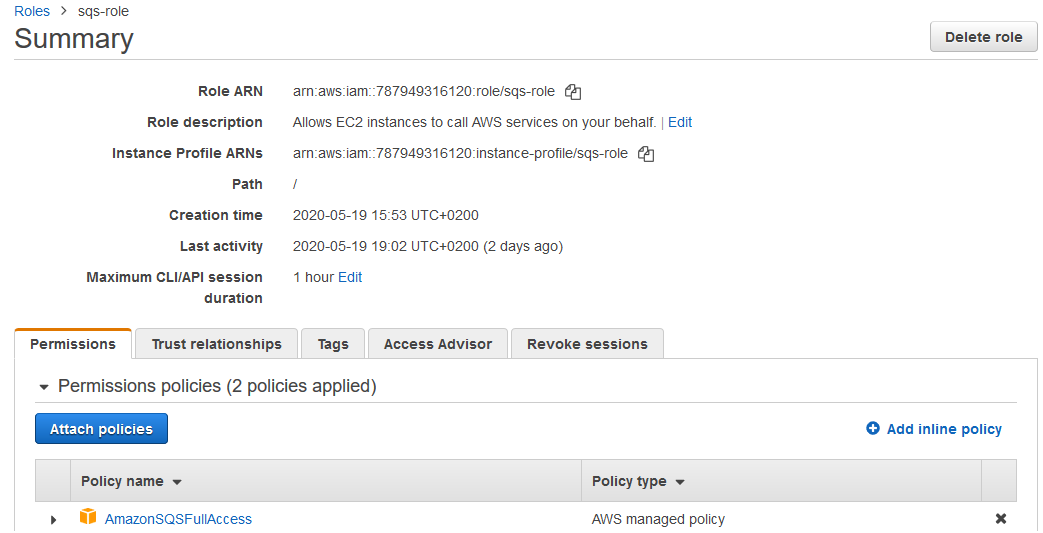 Roles > sqs-role
Summary
Delete role
Role ARN arn:aws:iam::787949316120:role/sqs-role
Role description Allows EC2 instances to call AWS services on your behalf. | Edit
Instance Profile ARNs arn:aws:iam::787949316120:instance-profile/sqs-role
Path /
Creation time 2020-05-19 15:53 UTC+0200
Last activity 2020-05-19 19:02 UTC+0200 (2 days ago)
Maximum CLI/API session 1 hour Edit
duration
Permissions Trust relationships Tags Access Advisor Revoke sessions
Permissions policies (2 policies applied)
Attach policies Add inline policy
Policy name Policy type
AmazonSQSFullAccess AWS managed policy